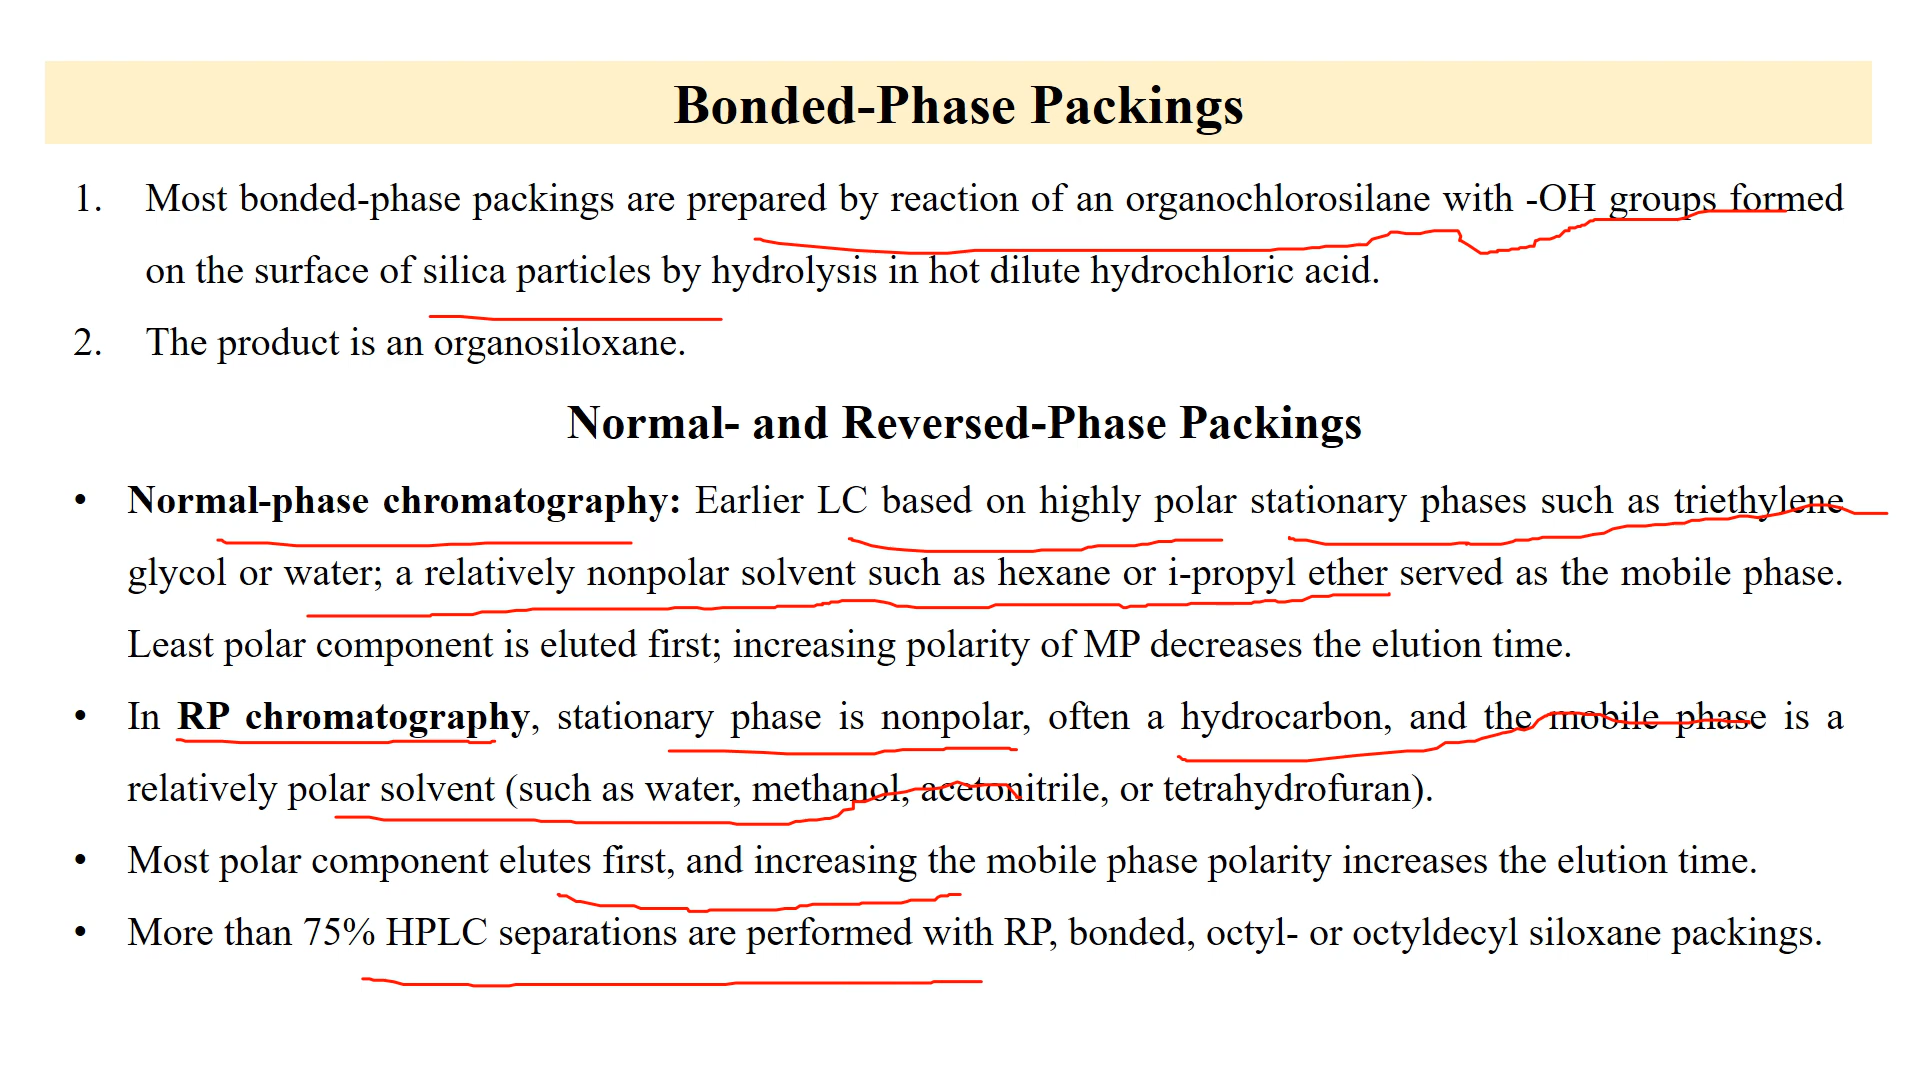 Bonded-Phase Packings
1. Most bonded-phase packings are prepared by reaction of an organochlorosilane with -OH groups formed
on the surface of silica particles by hydrolysis in hot dilute hydrochloric acid.
2. The product is an organosiloxane.
Normal- and Reversed-Phase Packings
• Normal-phase chromatography: Earlier LC based on highly polar stationary phases such as triethylene
glycol or water; a relatively nonpolar solvent such as hexane or i-propyl ether served as the mobile phase.
Least polar component is eluted first; increasing polarity of MP decreases the elution time.
• In RP chromatography, stationary phase is nonpolar, often a hydrocarbon, and the mobile phase is a
relatively polar solvent (such as water, methanol, acetonitrile, or tetrahydrofuran).
• Most polar component elutes first, and increasing the mobile phase polarity increases the elution time.
• More than 75% HPLC separations are performed with RP, bonded, octyl- or octyldecyl siloxane packings.